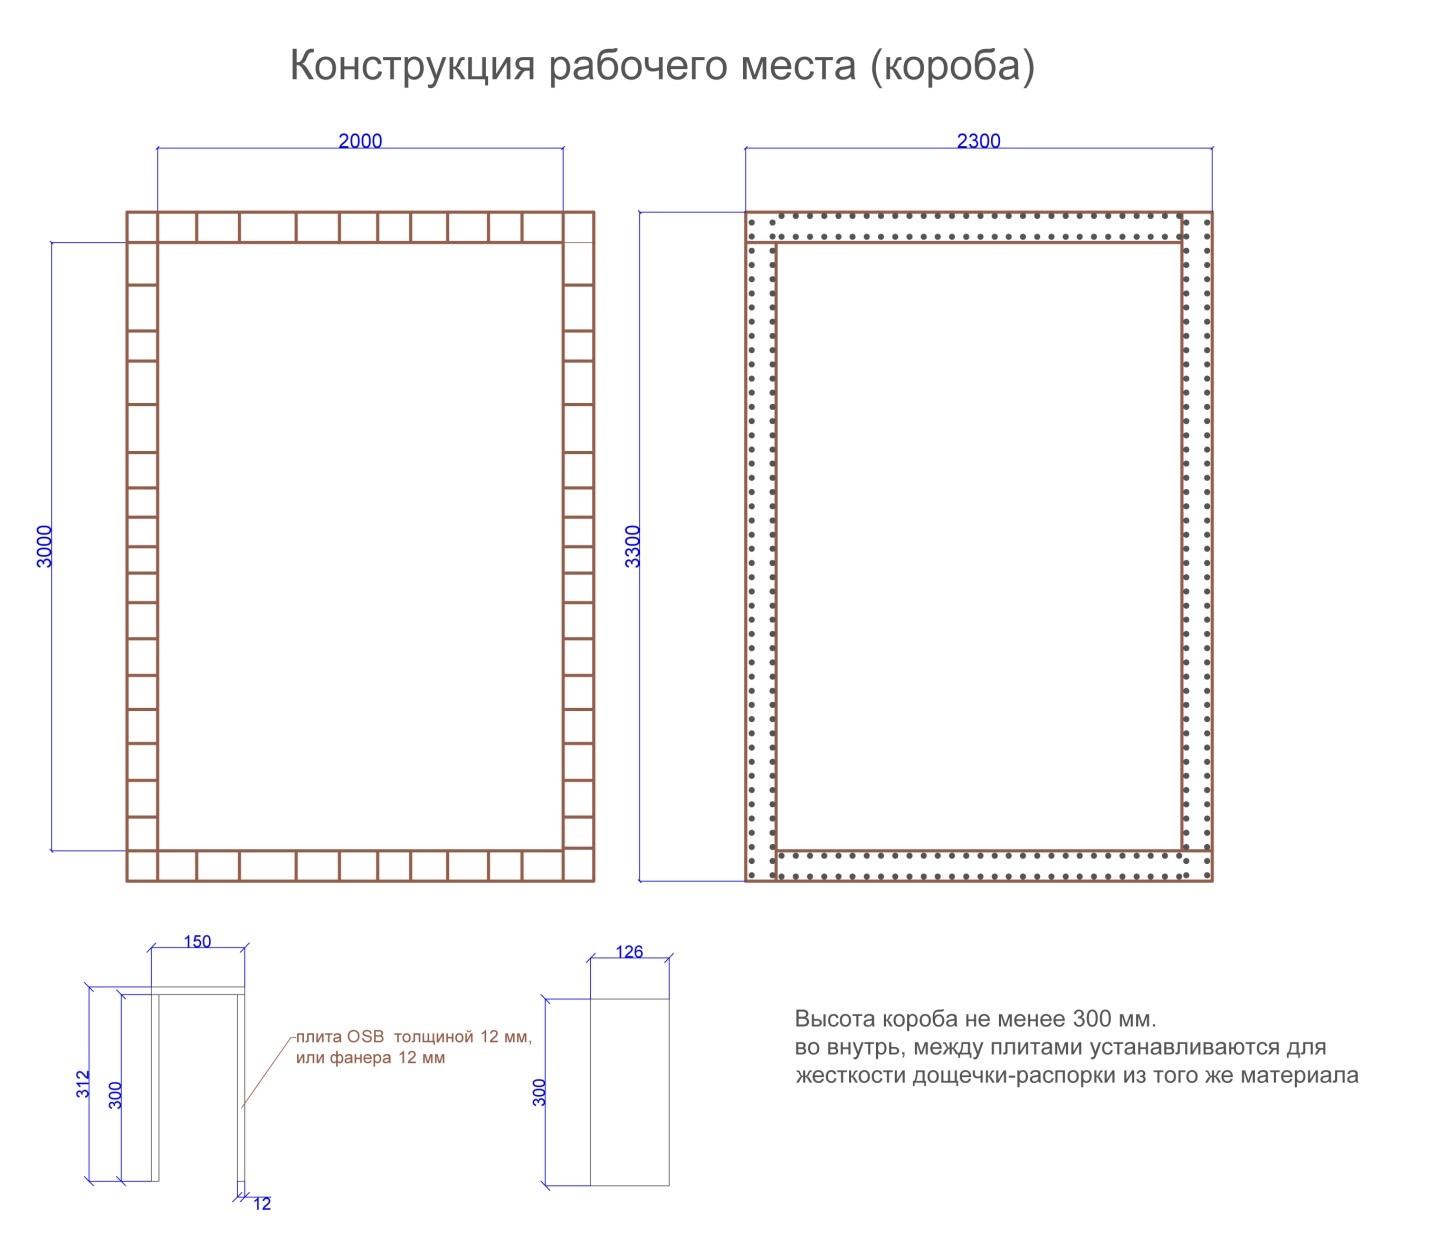 Конструкция рабочего места (короба)
2000
2300
3000
3300
150
126
плита OSB толщиной 12 мм,
или фанера 12 мм
312
300
300
12
Высота короба не менее 300 мм.
во внутрь, между плитами устанавливаются для
жесткости дощечки-распорки из того же материала